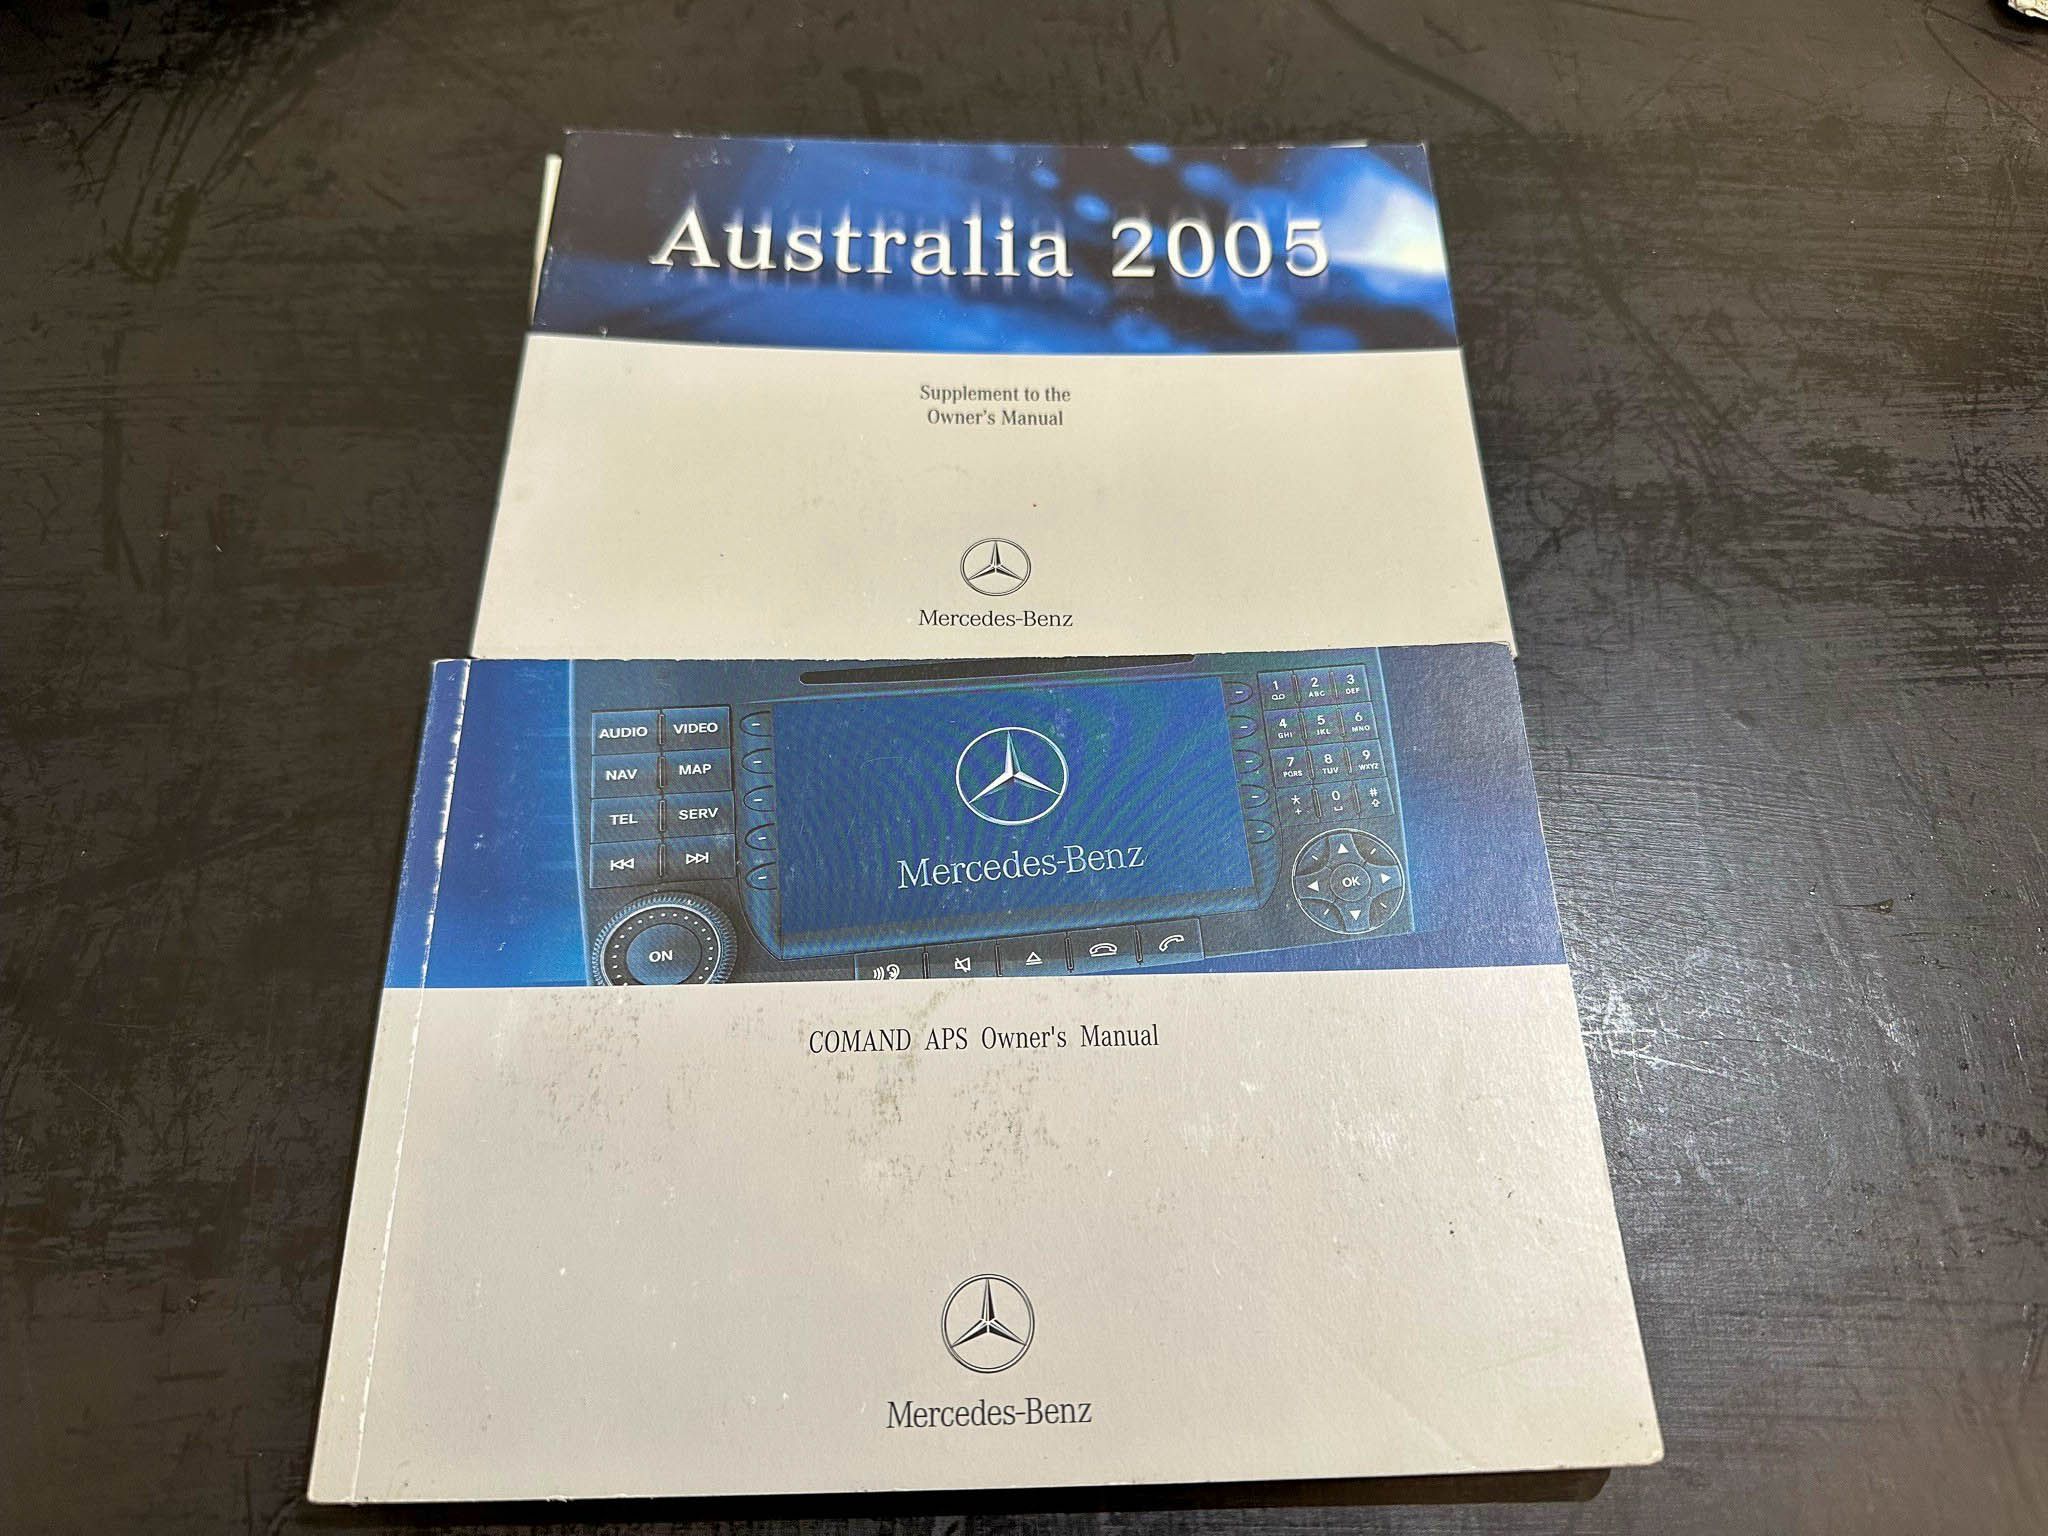 Australia 2005
Supplement to the
Owner's Manual
Mercedes-Benz
AUDIO VIDEO
NAV MAP
TEL SERV
ON
Mercedes-Benz
1 2 ABC 3 DEF
4 GHI 5 JKL 6 MNO
7 PQRS 8 TUV 9 WXYZ
* + 0 #
OK
COMAND APS Owner's Manual
Mercedes-Benz